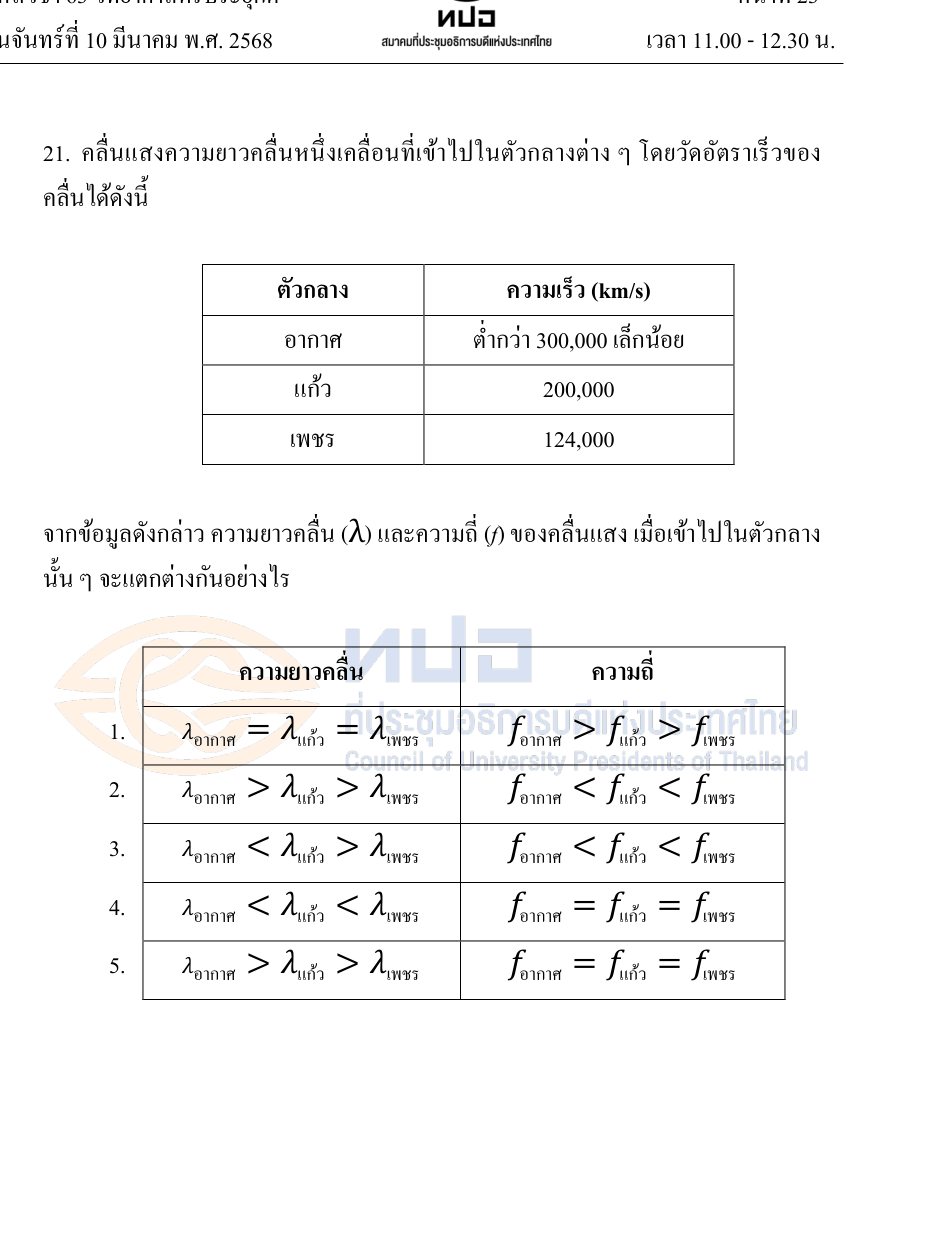 ทปอ
หน้าที่ 23
วันจันทร์ที่ 10 มีนาคม พ.ศ. 2568
สมาคมที่ประชุมอธิการบดีแห่งประเทศไทย
เวลา 11.00 - 12.30 น.
21. คลื่นแสงความยาวคลื่นหนึ่งเคลื่อนที่เข้าไปในตัวกลางต่าง ๆ โดยวัดอัตราเร็วของ
คลื่นได้ดังนี้
ตัวกลาง ความเร็ว (km/s)
อากาศ ต่ำกว่า 300,000 เล็กน้อย
แก้ว 200,000
เพชร 124,000
จากข้อมูลดังกล่าว ความยาวคลื่น (λ) และความถี่ (f) ของคลื่นแสง เมื่อเข้าไปในตัวกลาง
นั้น ๆ จะแตกต่างกันอย่างไร
ทปอ
ที่ประชุมอธิการบดีแห่งประเทศไทย
Council of University Presidents of Thailand
ความยาวคลื่น ความถี่
1. λอากาศ = λแก้ว = λเพชร fอากาศ > fแก้ว > fเพชร
2. λอากาศ > λแก้ว > λเพชร fอากาศ < fแก้ว < fเพชร
3. λอากาศ < λแก้ว > λเพชร fอากาศ < fแก้ว < fเพชร
4. λอากาศ < λแก้ว < λเพชร fอากาศ = fแก้ว = fเพชร
5. λอากาศ > λแก้ว > λเพชร fอากาศ = fแก้ว = fเพชร